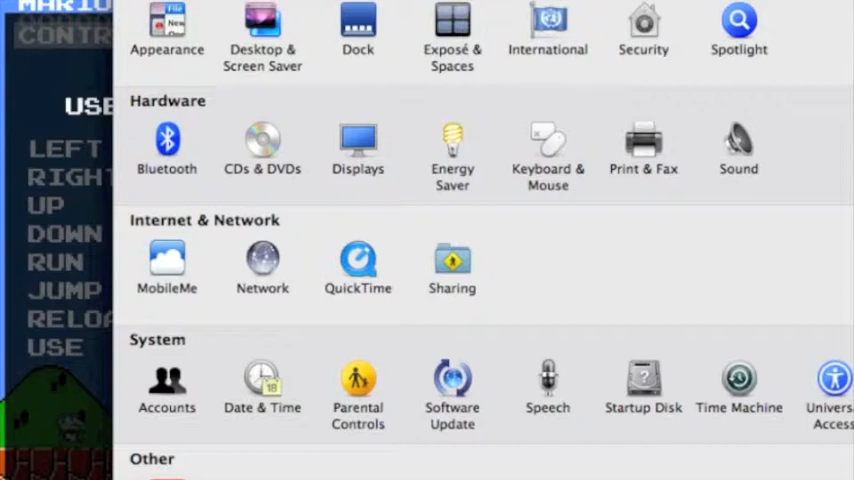 MARIO
Appearance
Desktop &
Screen Saver
Dock
Exposé &
Spaces
International
Security
Spotlight
CONTR
USE
LEFT
RIGHT
UP
DOWN
RUN
JUMP
RELOA
USE
Hardware
Bluetooth
CDs & DVDs
Displays
Energy
Saver
Keyboard &
Mouse
Print & Fax
Sound
Internet & Network
MobileMe
Network
QuickTime
Sharing
System
Accounts
Date & Time
Parental
Controls
Software
Update
Speech
Startup Disk
Time Machine
Univers
Access
Other